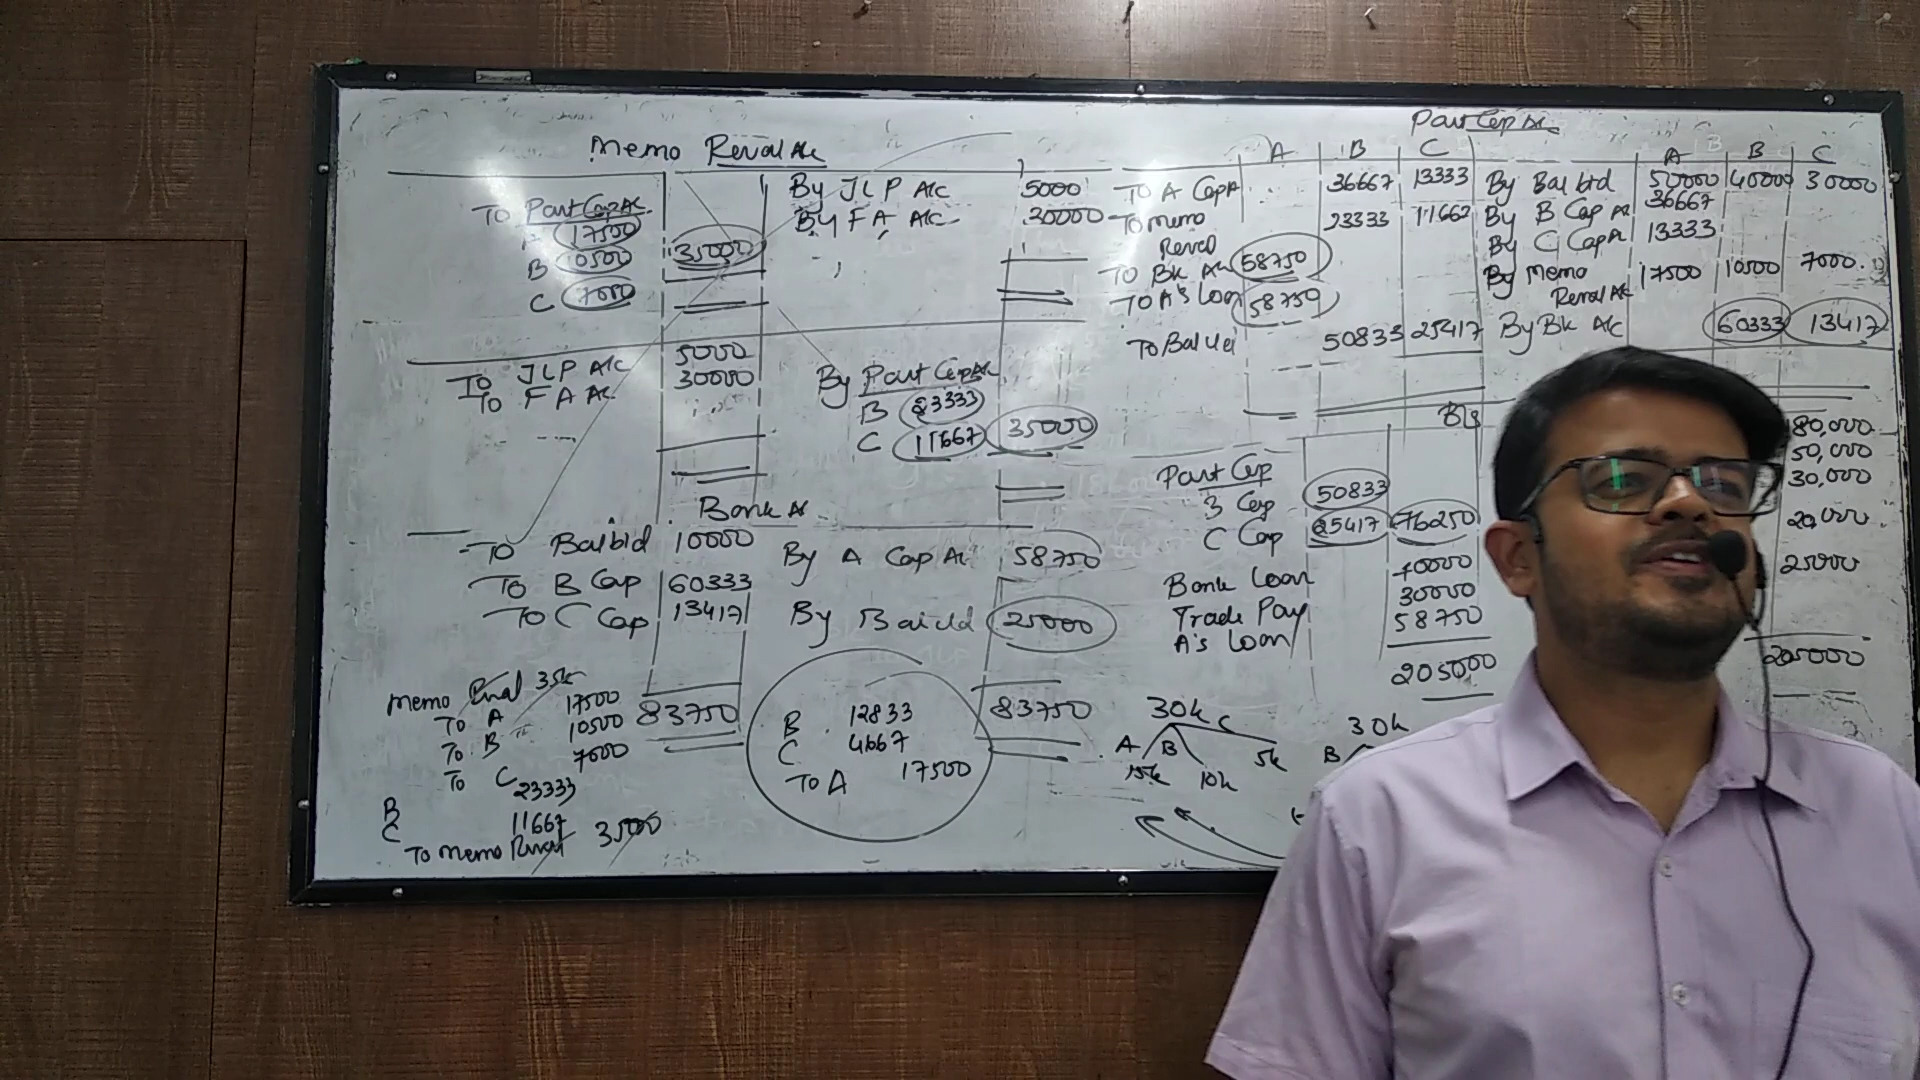 Memo Reval A/c
To Part Cap A/c
17500
B 10500
C 7000
35000
By JLP A/c 5000
By F A A/c 30000
To JLP A/c 5000
To F A A/c 30000
By Part Cap A/c
B 23333
C 11667
35000
Bank A/c
To Bal b/d 10000 By A Cap A/c 58750
To B Cap 60333
To C Cap 13417 By Bal c/d 25000
83750 83750
Memo Reval 35k
To A 17500
To B 10500
To C 7000
B 23333
C 11667
To Memo Reval 35000
B 12833
C 4667
To A 17500
Part Cap A/c
A B C A B C
To A Cap A 36667 13333 By Bal b/d 50000 40000 30000
To Memo Reval 23333 11667 By B Cap A/c 36667
By C Cap A/c 13333
To Bk A/c 58750 By Memo Reval A/c 17500 10500 7000
To A's Loan 58750
To Bal c/d 50833 25417 By Bk A/c 60333 13417
B/S
Part Cap
B Cap 50833
C Cap 25417 76250
Bank Loan 40000
Trade Pay 30000
A's Loan 58750
205000
80,000
50,000
30,000
20,000
25000
205000
30k
A B C
15k 10k 5k
30k
B